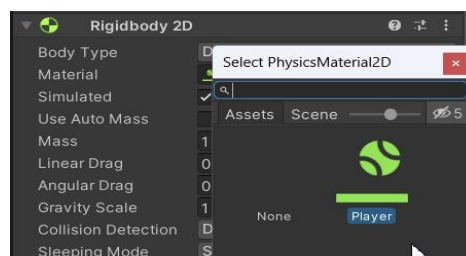 Rigidbody 2D
Body Type D
Material
Simulated
Use Auto Mass
Mass 1
Linear Drag 0
Angular Drag 0
Gravity Scale 1
Collision Detection D
Sleeping Mode S
Select PhysicsMaterial2D
Assets Scene 5
None Player